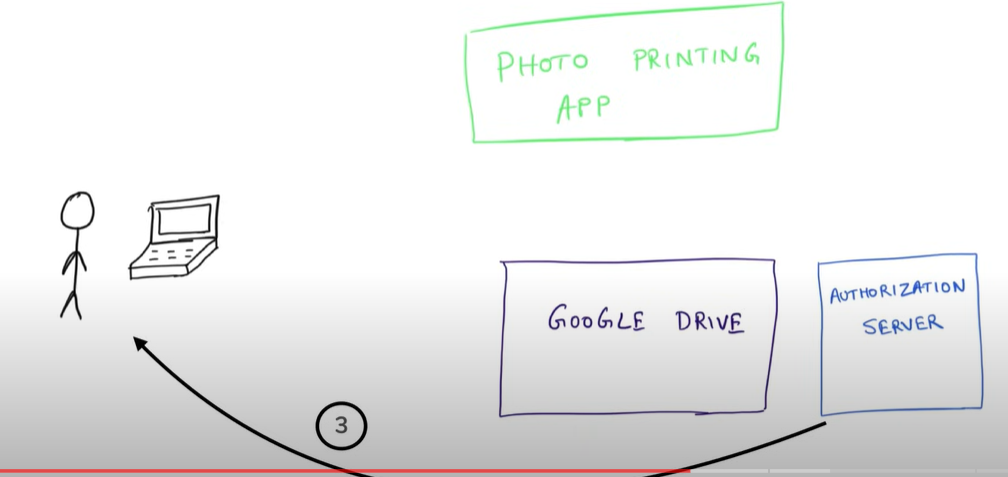 PHOTO PRINTING
APP
GOOGLE DRIVE
AUTHORIZATION
SERVER
3